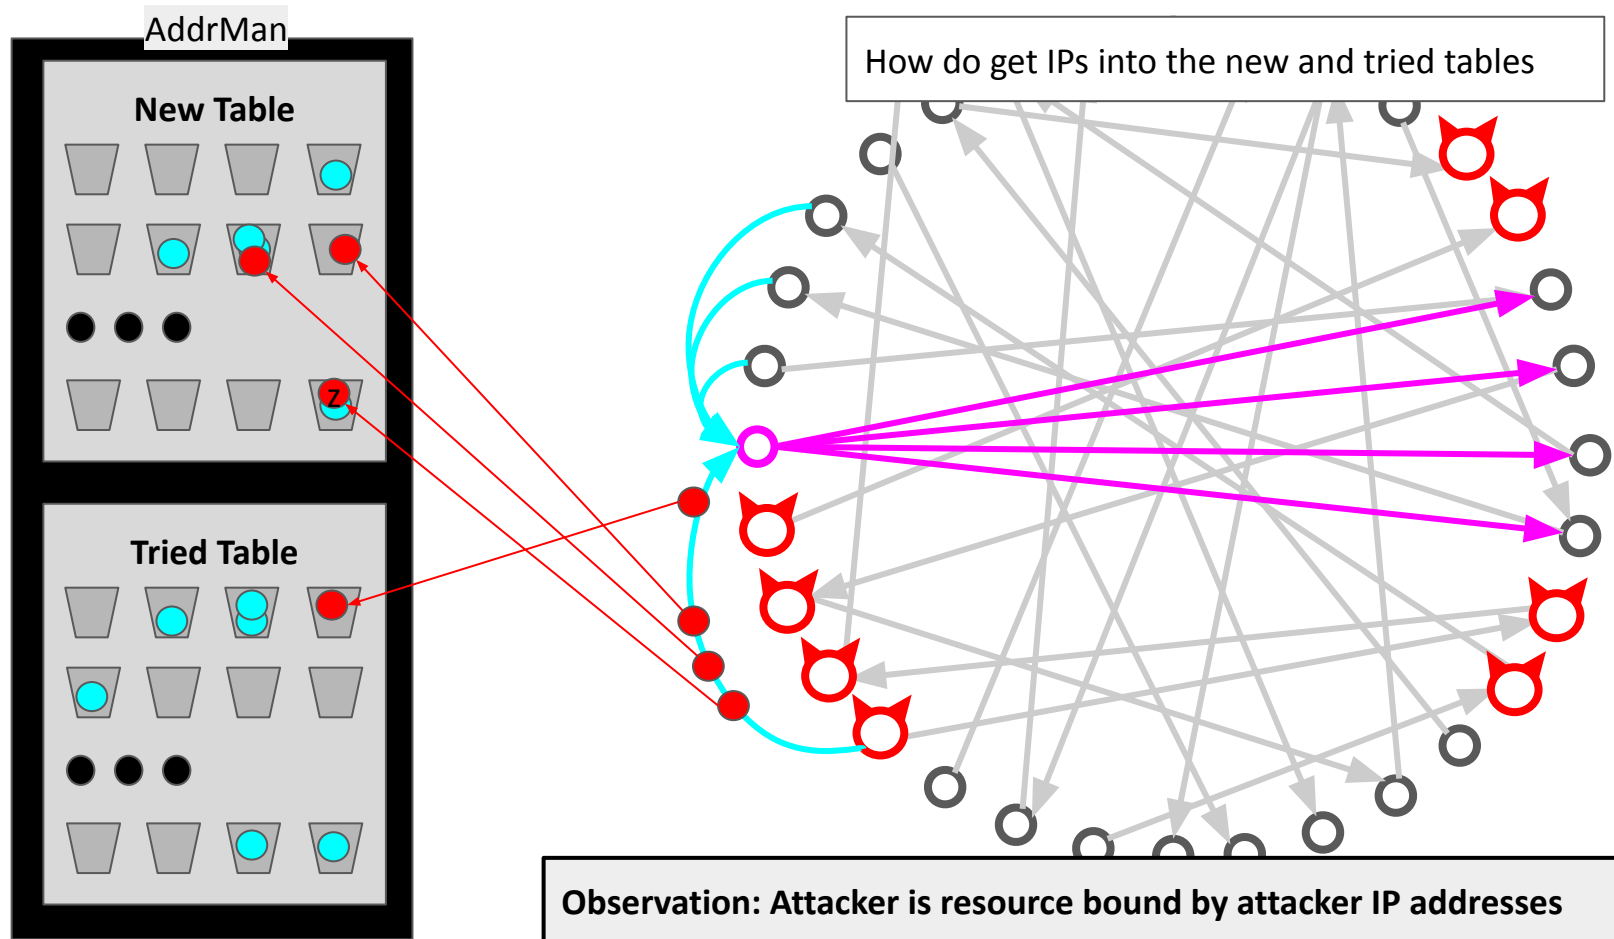 AddrMan
How do get IPs into the new and tried tables
New Table
Z
Tried Table
Observation: Attacker is resource bound by attacker IP addresses